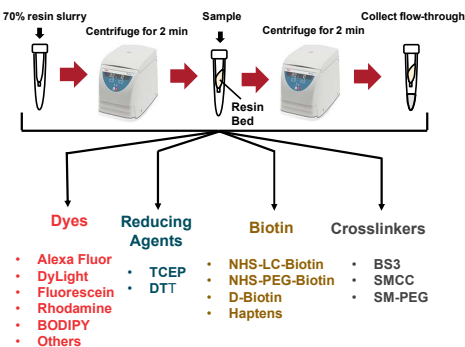 70% resin slurry
Centrifuge for 2 min
Sample
Centrifuge for 2 min
Collect flow-through
Resin
Bed
Dyes
• Alexa Fluor
• DyLight
• Fluorescein
• Rhodamine
• BODIPY
• Others
Reducing
Agents
• TCEP
• DTT
Biotin
• NHS-LC-Biotin
• NHS-PEG-Biotin
• D-Biotin
• Haptens
Crosslinkers
• BS3
• SMCC
• SM-PEG